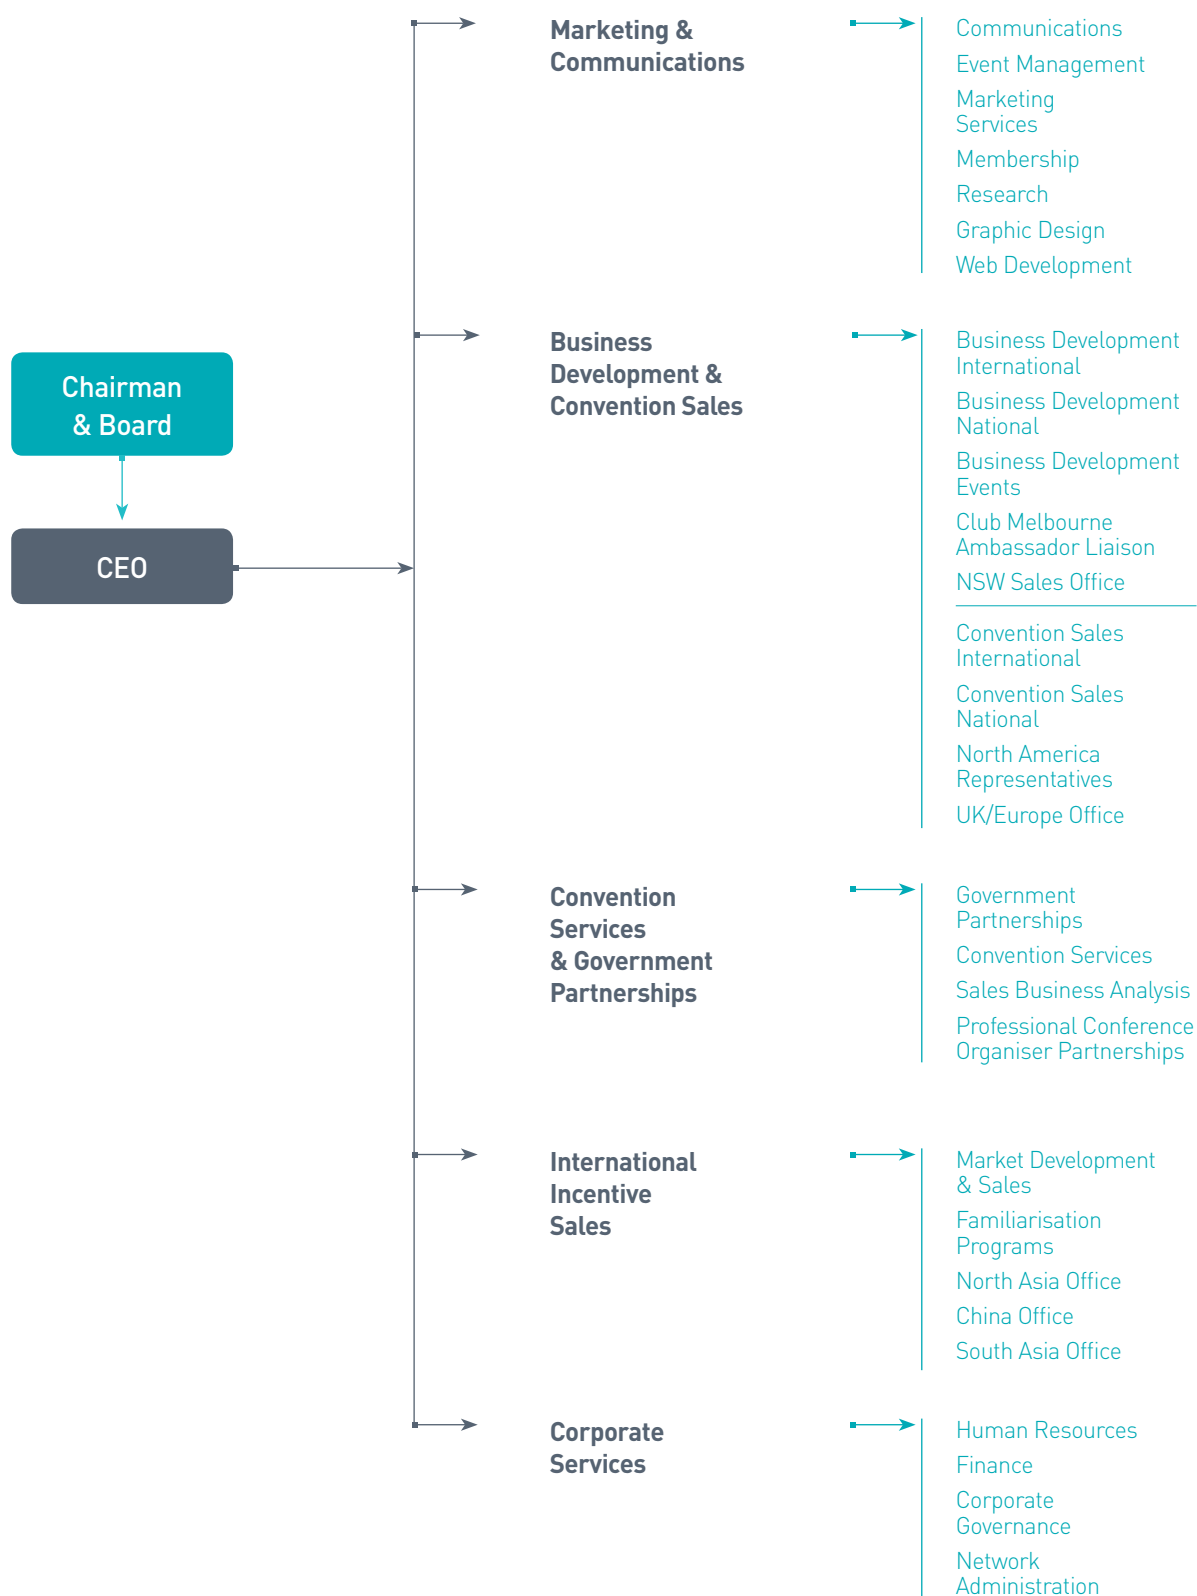 Chairman
& Board
CEO
Marketing &
Communications
Communications
Event Management
Marketing
Services
Membership
Research
Graphic Design
Web Development
Business
Development &
Convention Sales
Business Development
International
Business Development
National
Business Development
Events
Club Melbourne
Ambassador Liaison
NSW Sales Office
Convention Sales
International
Convention Sales
National
North America
Representatives
UK/Europe Office
Convention
Services
& Government
Partnerships
Government
Partnerships
Convention Services
Sales Business Analysis
Professional Conference
Organiser Partnerships
International
Incentive
Sales
Market Development
& Sales
Familiarisation
Programs
North Asia Office
China Office
South Asia Office
Corporate
Services
Human Resources
Finance
Corporate
Governance
Network
Administration